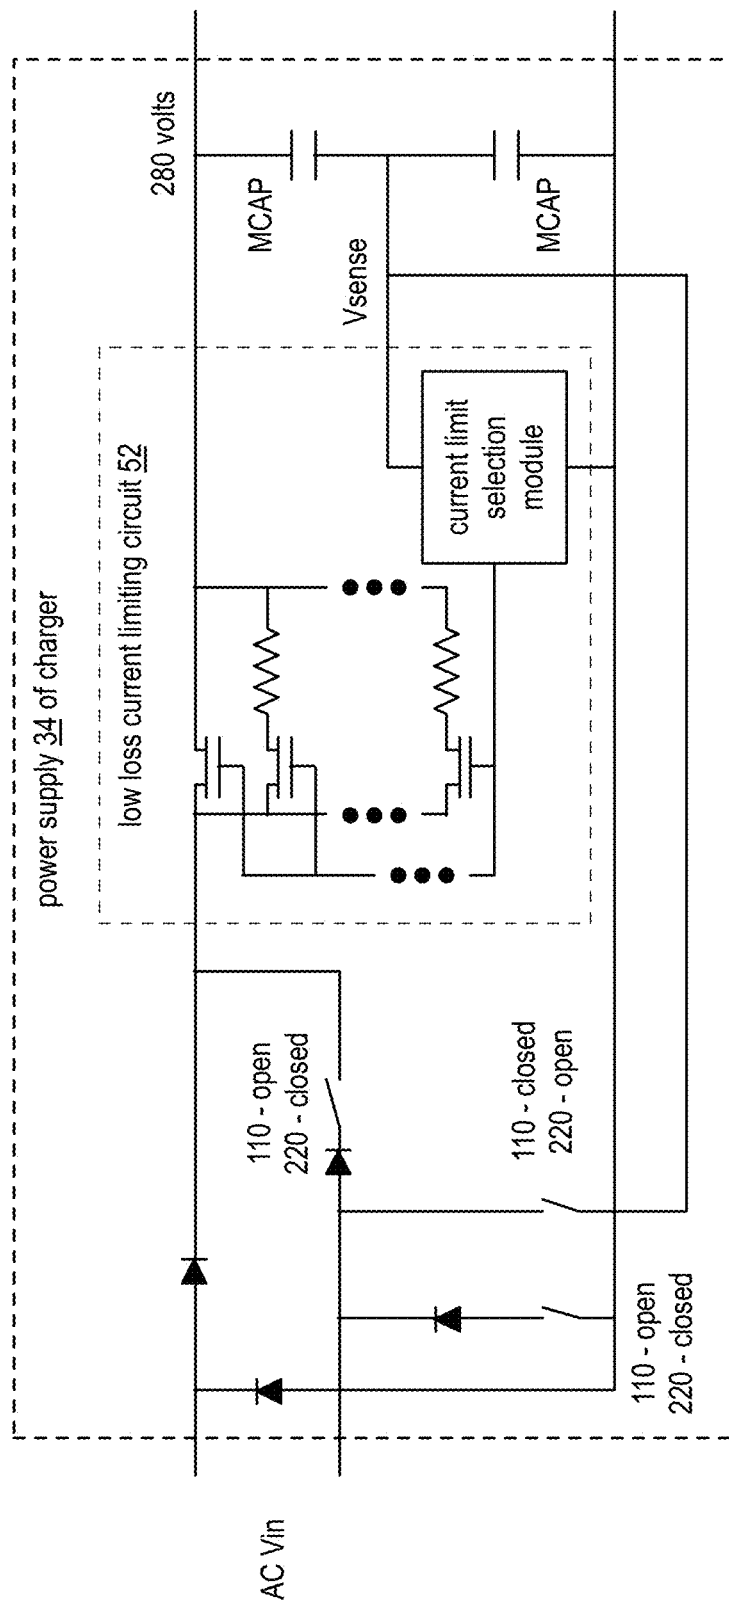 power supply 34 of charger
low loss current limiting circuit 52
280 volts
MCAP
Vsense
MCAP
current limit
selection
module
110 - open
220 - closed
110 - closed
220 - open
110 - open
220 - closed
AC Vin